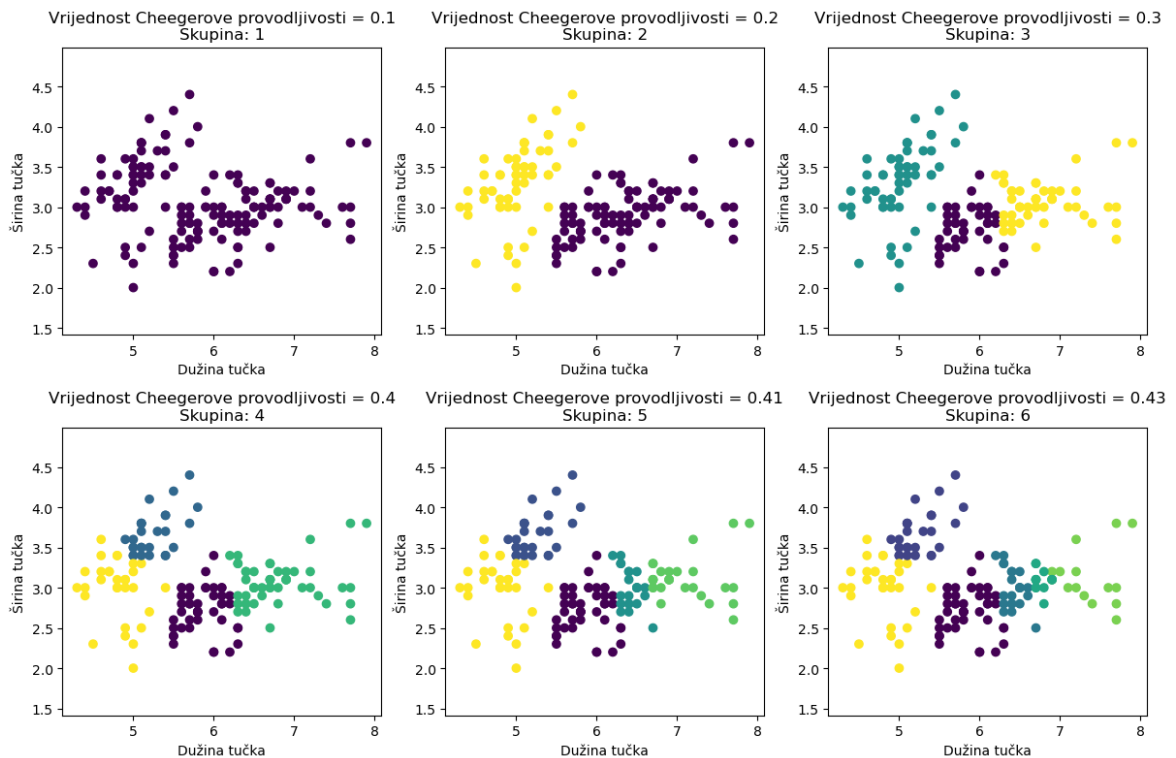 Vrijednost Cheegerove provodljivosti = 0.1
Skupina: 1
4.5
4.0
3.5
3.0
2.5
2.0
1.5
Širina tučka
5
6
7
8
Dužina tučka
Vrijednost Cheegerove provodljivosti = 0.2
Skupina: 2
4.5
4.0
3.5
3.0
2.5
2.0
1.5
Širina tučka
5
6
7
8
Dužina tučka
Vrijednost Cheegerove provodljivosti = 0.3
Skupina: 3
4.5
4.0
3.5
3.0
2.5
2.0
1.5
Širina tučka
5
6
7
8
Dužina tučka
Vrijednost Cheegerove provodljivosti = 0.4
Skupina: 4
4.5
4.0
3.5
3.0
2.5
2.0
1.5
Širina tučka
5
6
7
8
Dužina tučka
Vrijednost Cheegerove provodljivosti = 0.41
Skupina: 5
4.5
4.0
3.5
3.0
2.5
2.0
1.5
Širina tučka
5
6
7
8
Dužina tučka
Vrijednost Cheegerove provodljivosti = 0.43
Skupina: 6
4.5
4.0
3.5
3.0
2.5
2.0
1.5
Širina tučka
5
6
7
8
Dužina tučka